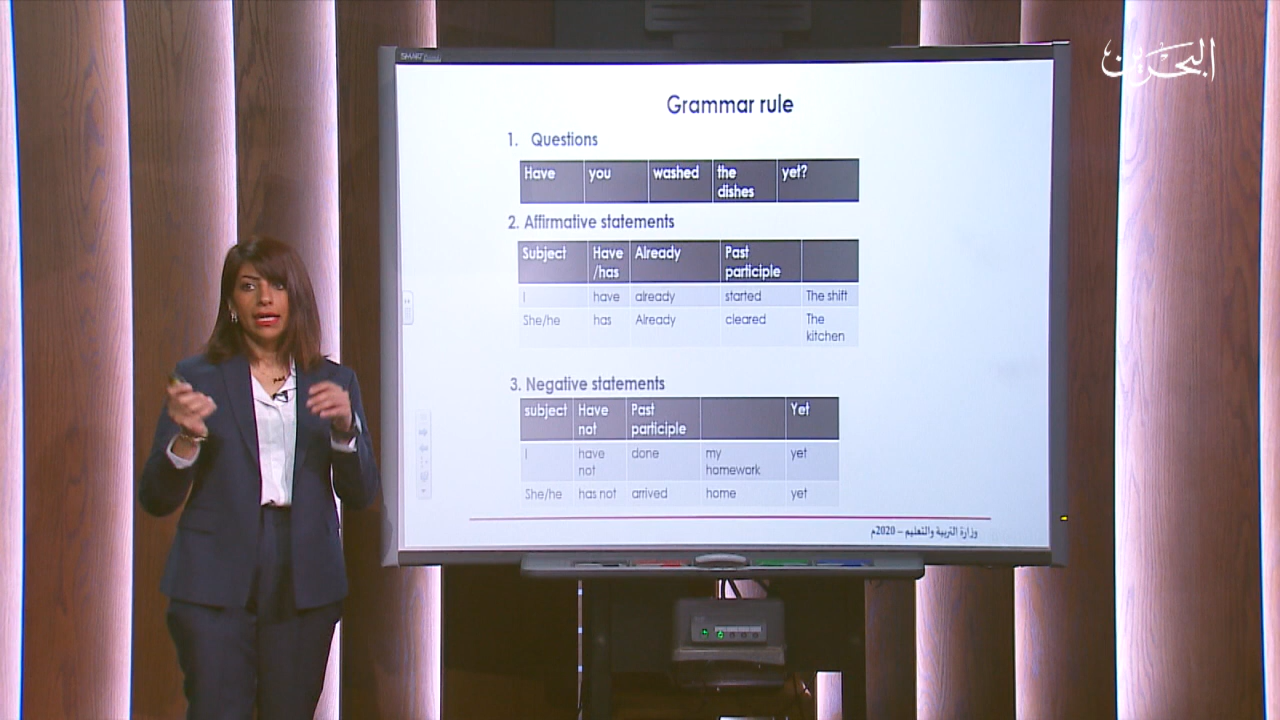 SMART
البحرين
Grammar rule
1. Questions
Have you washed the dishes yet?
2. Affirmative statements
Subject Have /has Already Past participle
I have already started The shift
She/he has Already cleared The kitchen
3. Negative statements
subject Have not Past participle Yet
I have not done my homework yet
She/he has not arrived home yet
وزارة التربية والتعليم – 2020م